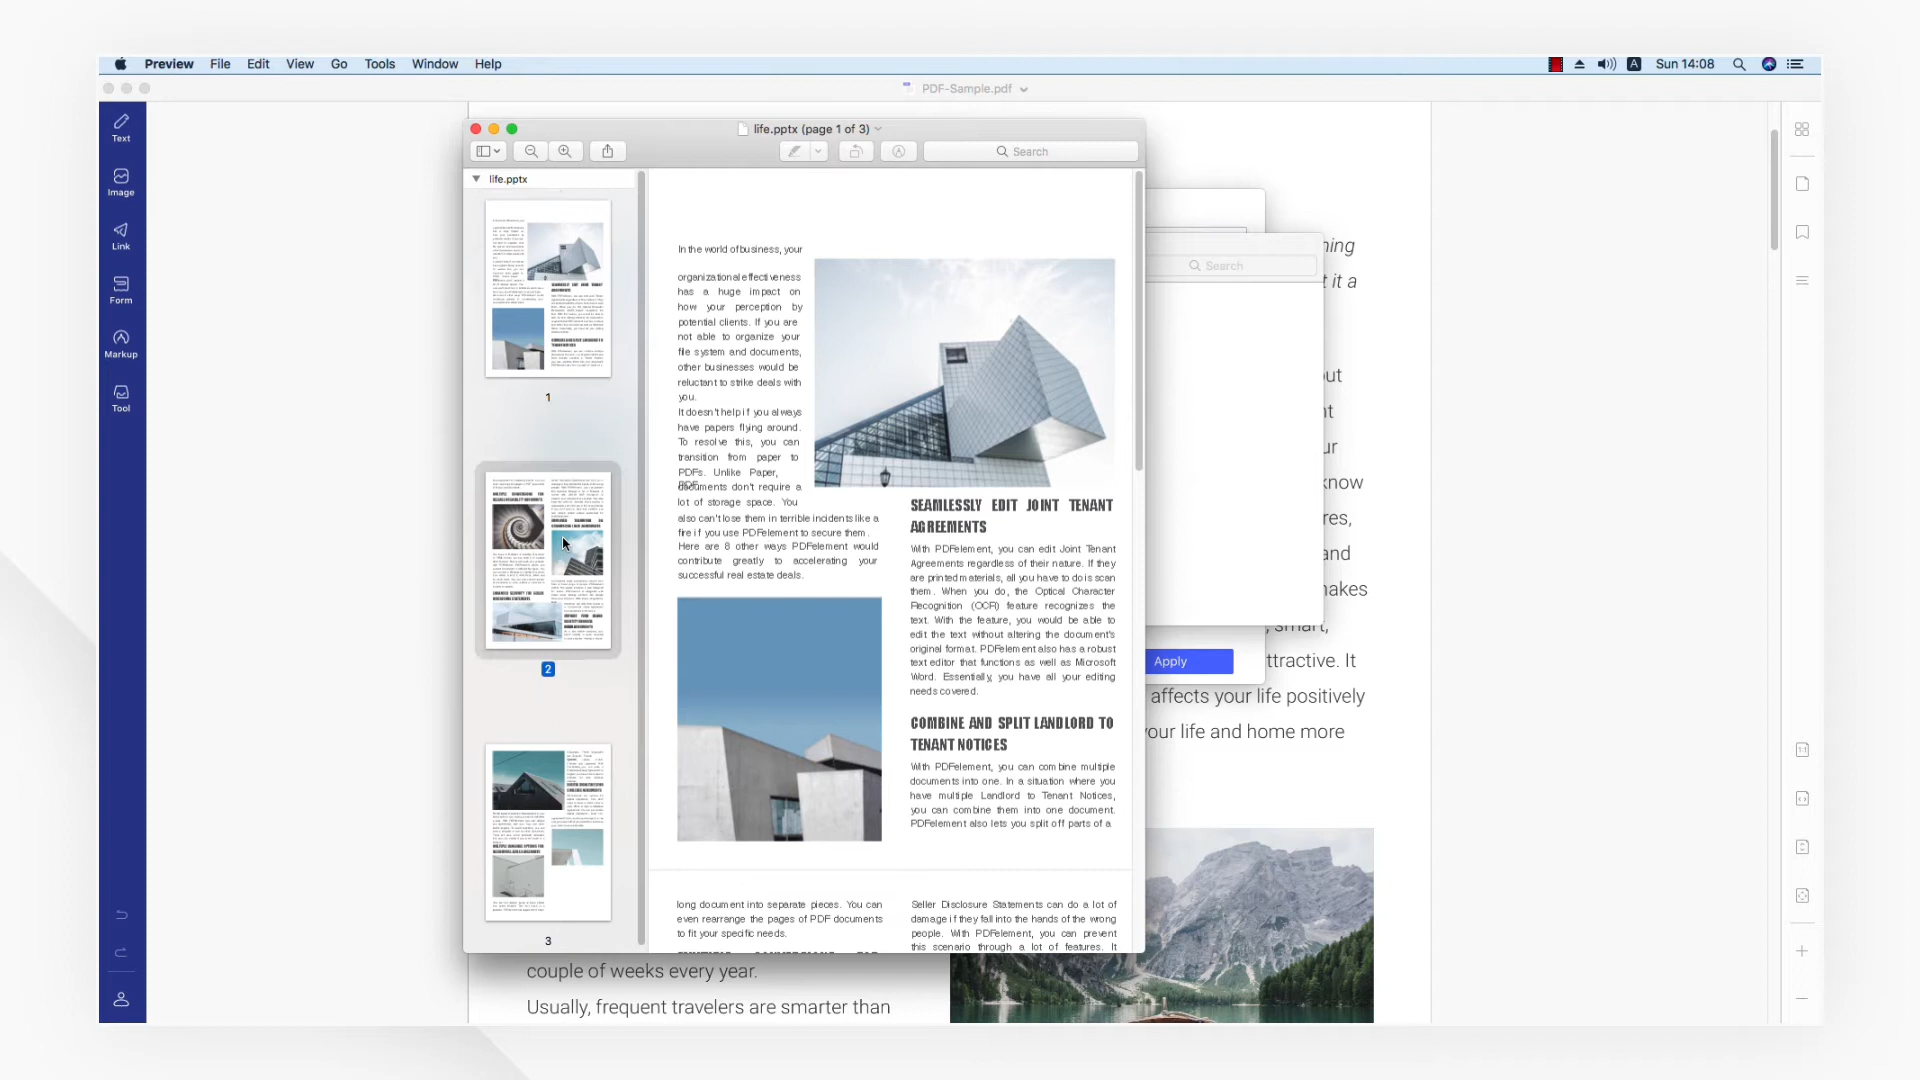 Preview File Edit View Go Tools Window Help
A Sun 14:08
PDF-Sample.pdf
Text
Image
Link
Form
Markup
Tool
life.pptx (page 1 of 3)
Search
life.pptx
1
2
3
In the world of business, your
organizational effectiveness
has a huge impact on
how your perception by
potential clients. If you are
not able to organize your
file system and documents,
other businesses would be
reluctant to strike deals with
you.
It doesn't help if you always
have papers flying around.
To resolve this, you can
transition from paper to
PDFs. Unlike Paper,
PDF
documents don't require a
lot of storage space. You
also can't lose them in terrible incidents like a
fire if you use PDFelement to secure them.
Here are 8 other ways PDFelement would
contribute greatly to accelerating your
successful real estate deals.
SEAMLESSLY EDIT JOINT TENANT
AGREEMENTS
With PDFelement, you can edit Joint Tenant
Agreements regardless of their nature. If they
are printed materials, all you have to do is scan
them. When you do, the Optical Character
Recognition (OCR) feature recognizes the
text. With the feature, you would be able to
edit the text without altering the document's
original format. PDFelement also has a robust
text editor that functions as well as Microsoft
Word. Essentially, you have all your editing
needs covered.
COMBINE AND SPLIT LANDLORD TO
TENANT NOTICES
With PDFelement, you can combine multiple
documents into one. In a situation where you
have multiple Landlord to Tenant Notices,
you can combine them into one document.
PDFelement also lets you split off parts of a
long document into separate pieces. You can
even rearrange the pages of PDF documents
to fit your specific needs.
Seller Disclosure Statements can do a lot of
damage if they fall into the hands of the wrong
people. With PDFelement, you can prevent
this scenario through a lot of features. It
Search
Apply
ning
t it a
out
nt
ur
know
res,
and
nakes
, smart,
ttractive. It
affects your life positively
your life and home more
couple of weeks every year.
Usually, frequent travelers are smarter than